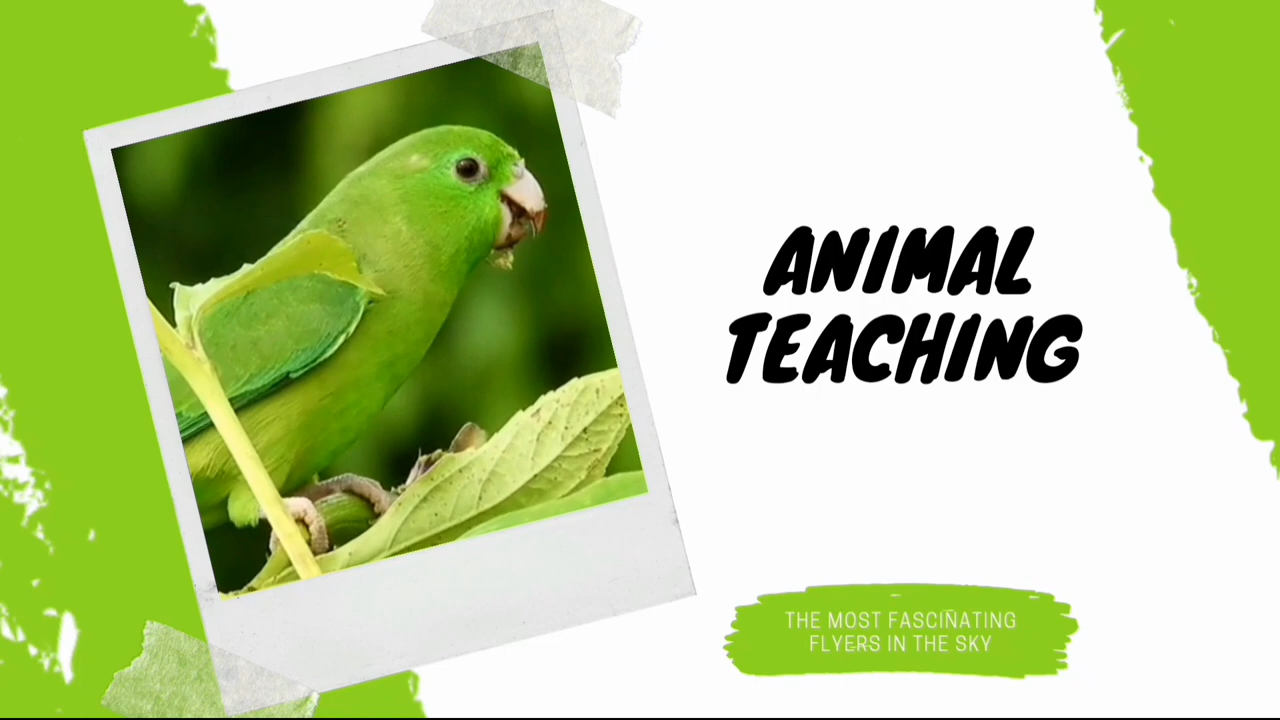 ANIMAL
TEACHING
THE MOST FASCINATING
FLYERS IN THE SKY